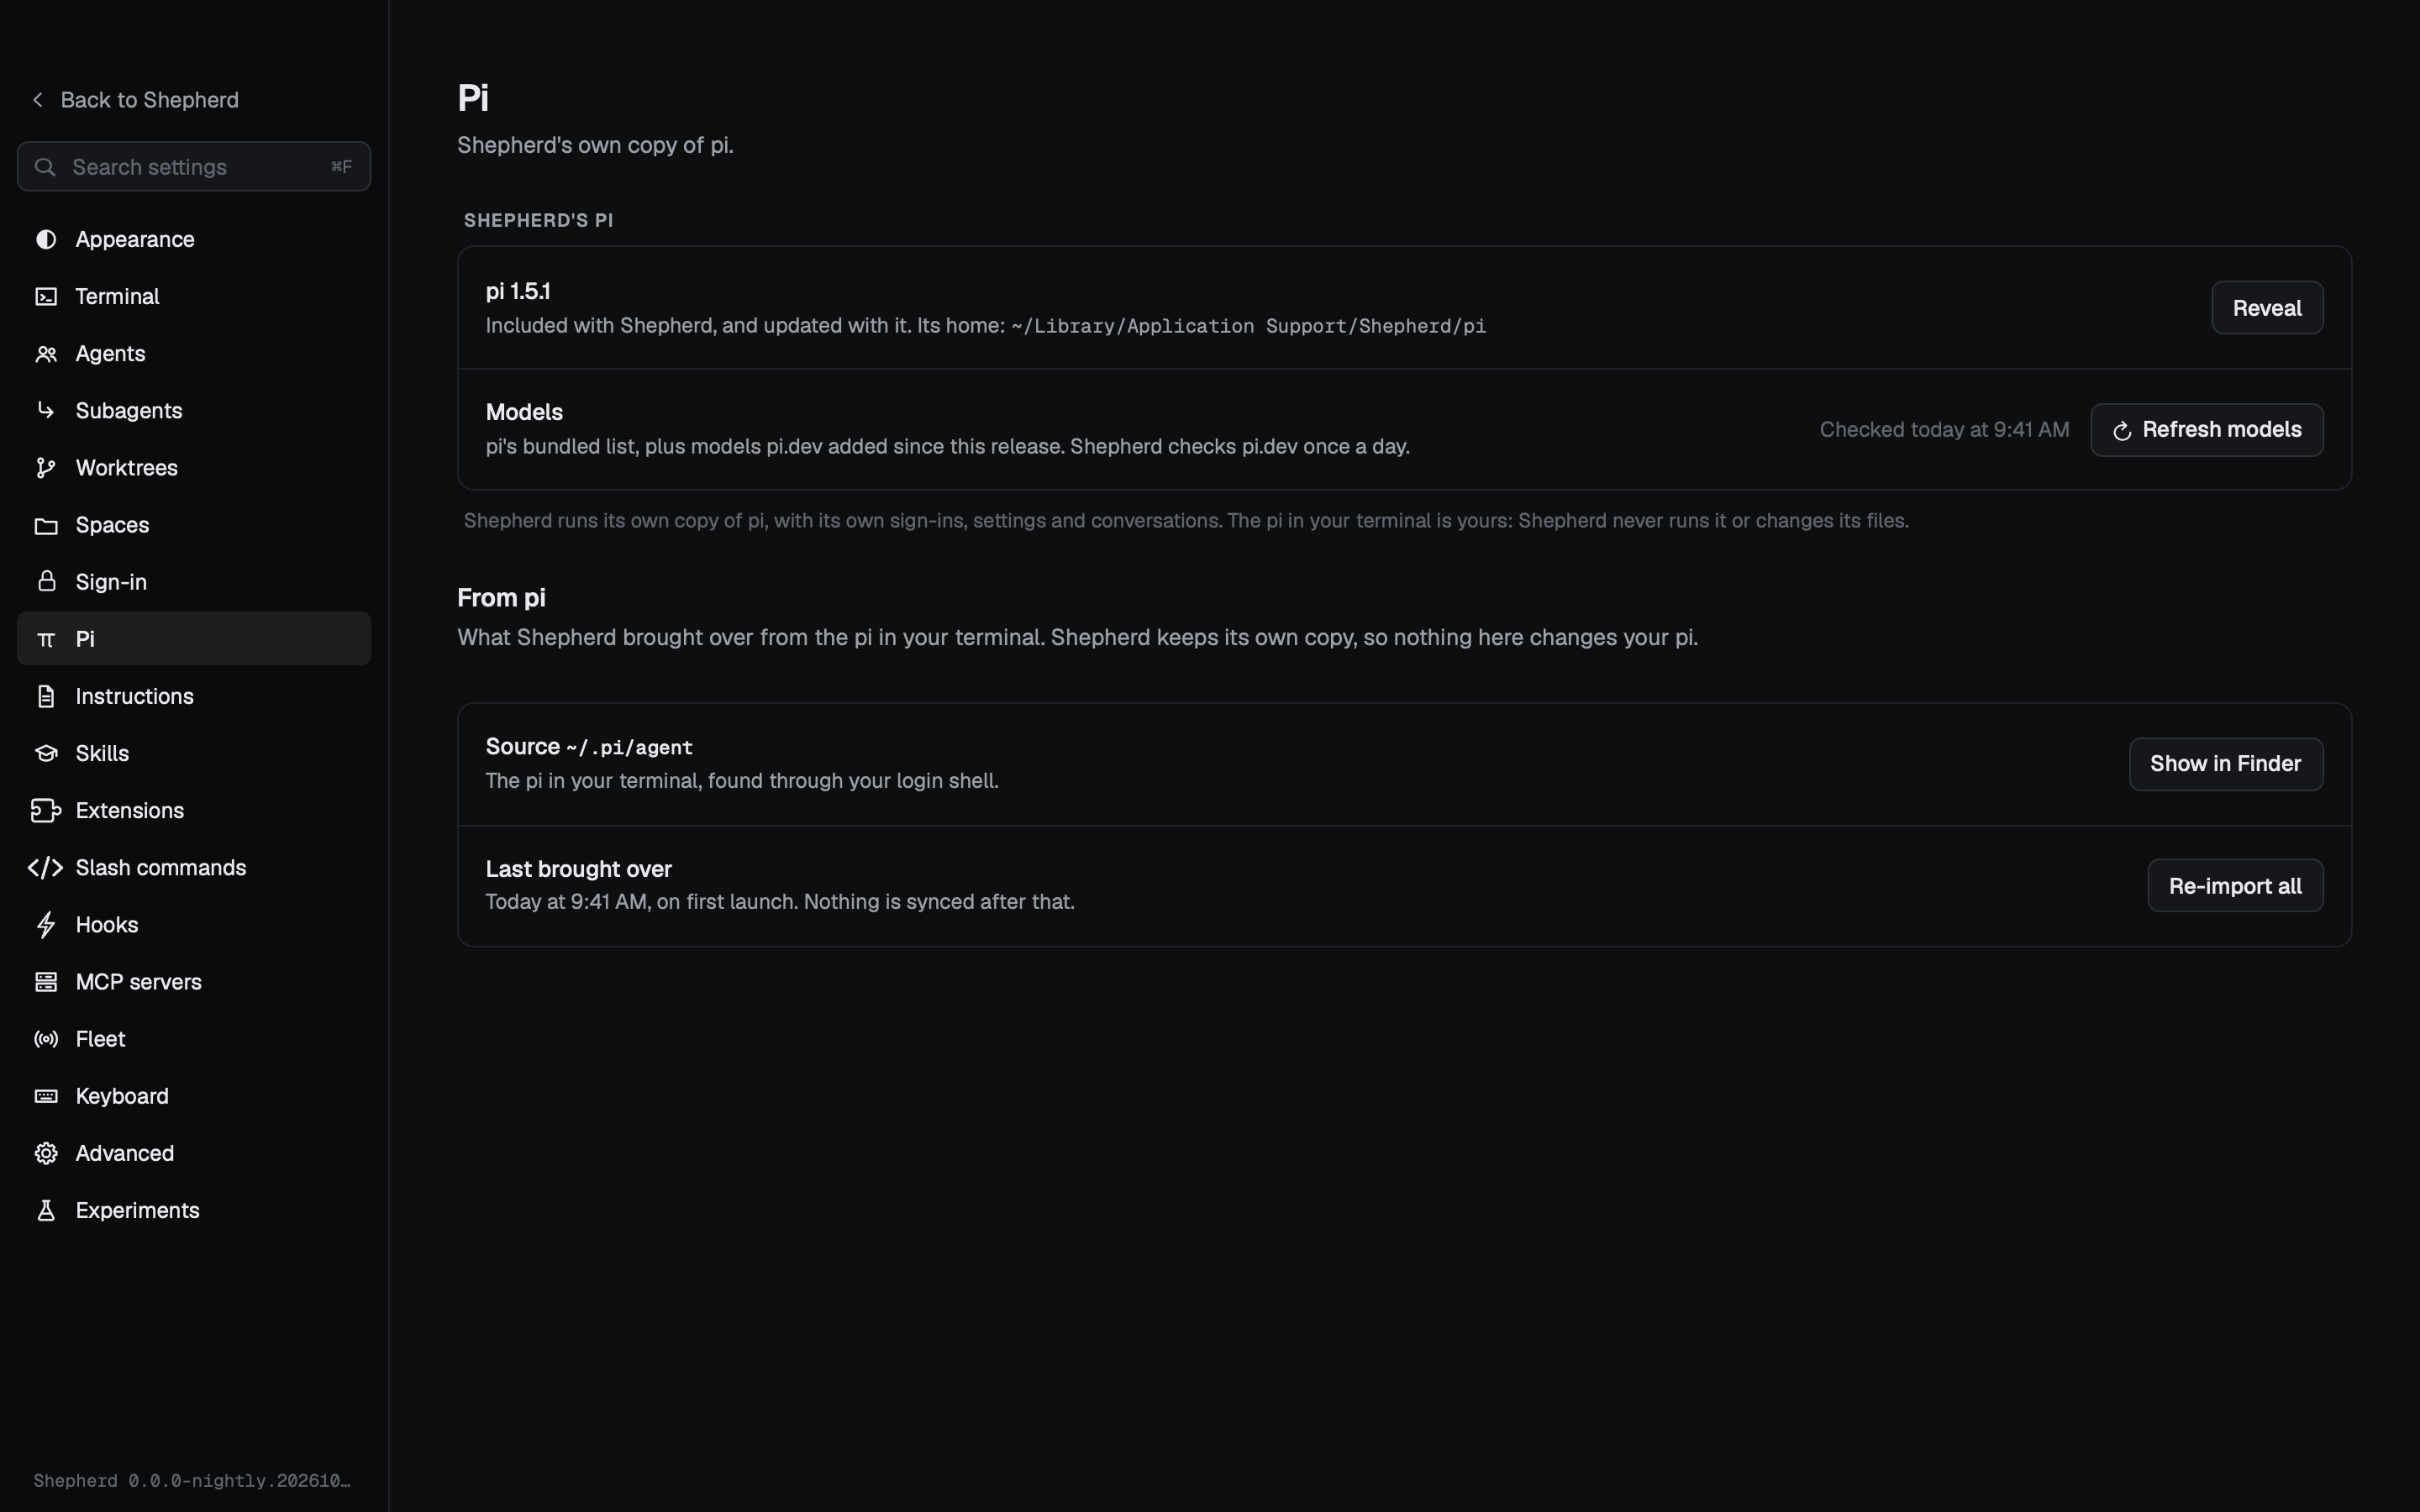 Back to Shepherd
Search settings ⌘F
Appearance
Terminal
Agents
Subagents
Worktrees
Spaces
Sign-in
π Pi
Instructions
Skills
Extensions
Slash commands
Hooks
MCP servers
Fleet
Keyboard
Advanced
Experiments
Shepherd 0.0.0-nightly.202610…
Pi
Shepherd's own copy of pi.
SHEPHERD'S PI
pi 1.5.1
Included with Shepherd, and updated with it. Its home: ~/Library/Application Support/Shepherd/pi
Reveal
Models
pi's bundled list, plus models pi.dev added since this release. Shepherd checks pi.dev once a day.
Checked today at 9:41 AM
Refresh models
Shepherd runs its own copy of pi, with its own sign-ins, settings and conversations. The pi in your terminal is yours: Shepherd never runs it or changes its files.
From pi
What Shepherd brought over from the pi in your terminal. Shepherd keeps its own copy, so nothing here changes your pi.
Source ~/.pi/agent
The pi in your terminal, found through your login shell.
Show in Finder
Last brought over
Today at 9:41 AM, on first launch. Nothing is synced after that.
Re-import all